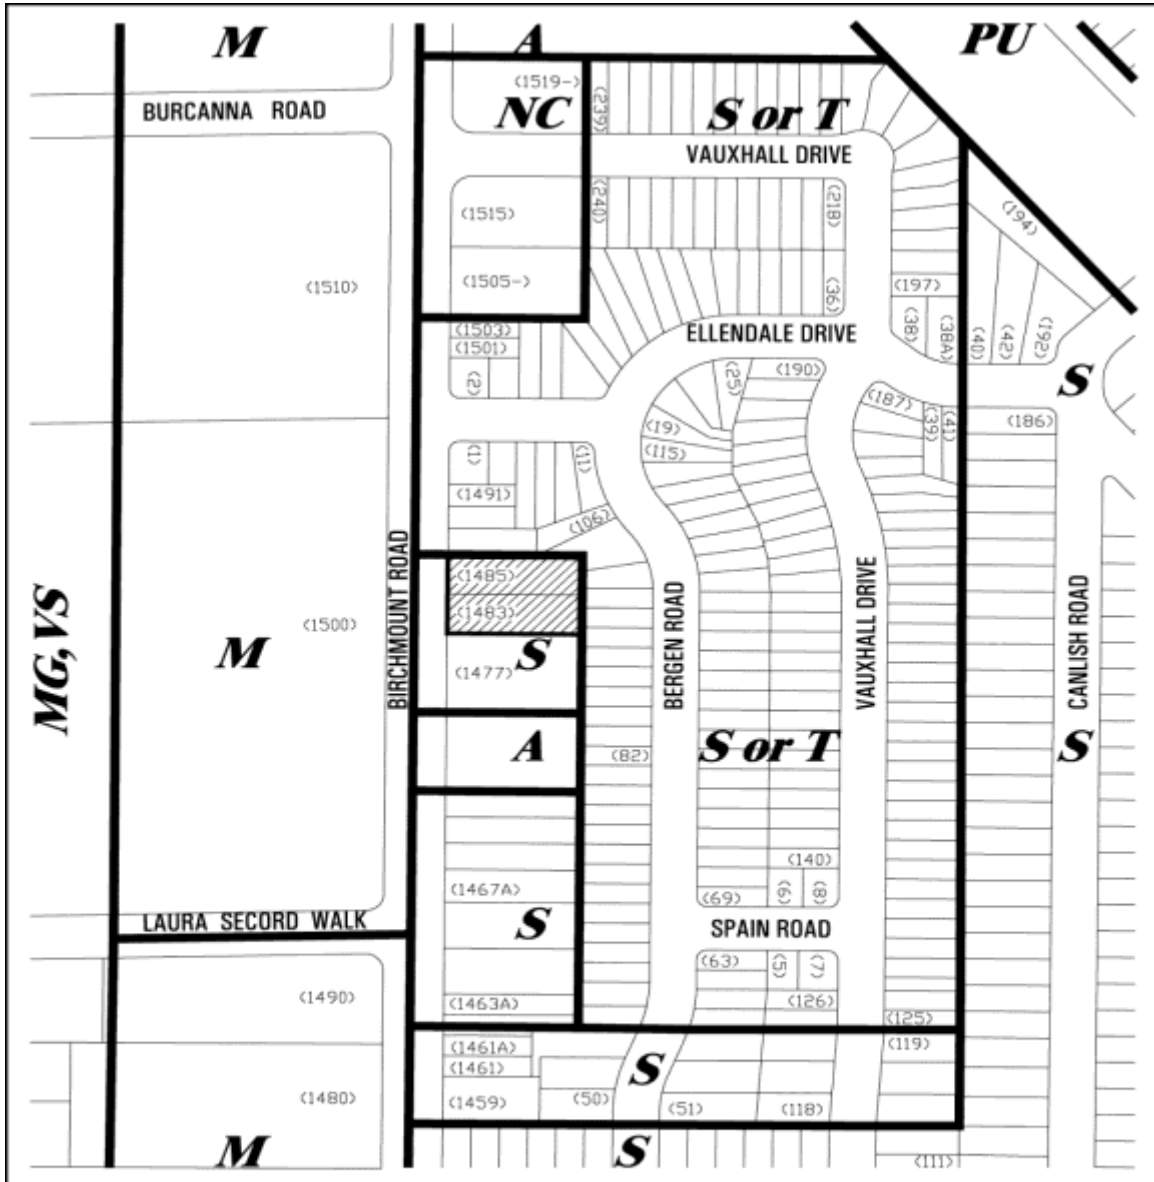 M
A
PU
(1519-)
NC
(239)
S or T
BURCANNA ROAD
VAUXHALL DRIVE
(240)
(218)
(194)
(1515)
(1510)
(1505-)
(36)
(197)
(1503)
(1501)
ELLENDALE DRIVE
(38)
(38A)
(40)
(42)
(192)
(2)
(25)
(190)
S
(187)
(39)
(41)
(186)
(19)
(115)
(1)
(11)
(1491)
(106)
BIRCHMOUNT ROAD
(1485)
(1483)
MG,VS
M
(1500)
S
(1477)
BERGEN ROAD
VAUXHALL DRIVE
CANLISH ROAD
A
(82)
S or T
S
(140)
(1467A)
(69)
(6)
(8)
LAURA SECORD WALK
S
SPAIN ROAD
(63)
(5)
(7)
(1490)
(1463A)
(126)
(125)
(1461A)
(119)
(1461)
S
(1480)
(1459)
(50)
(51)
(118)
M
S
(111)